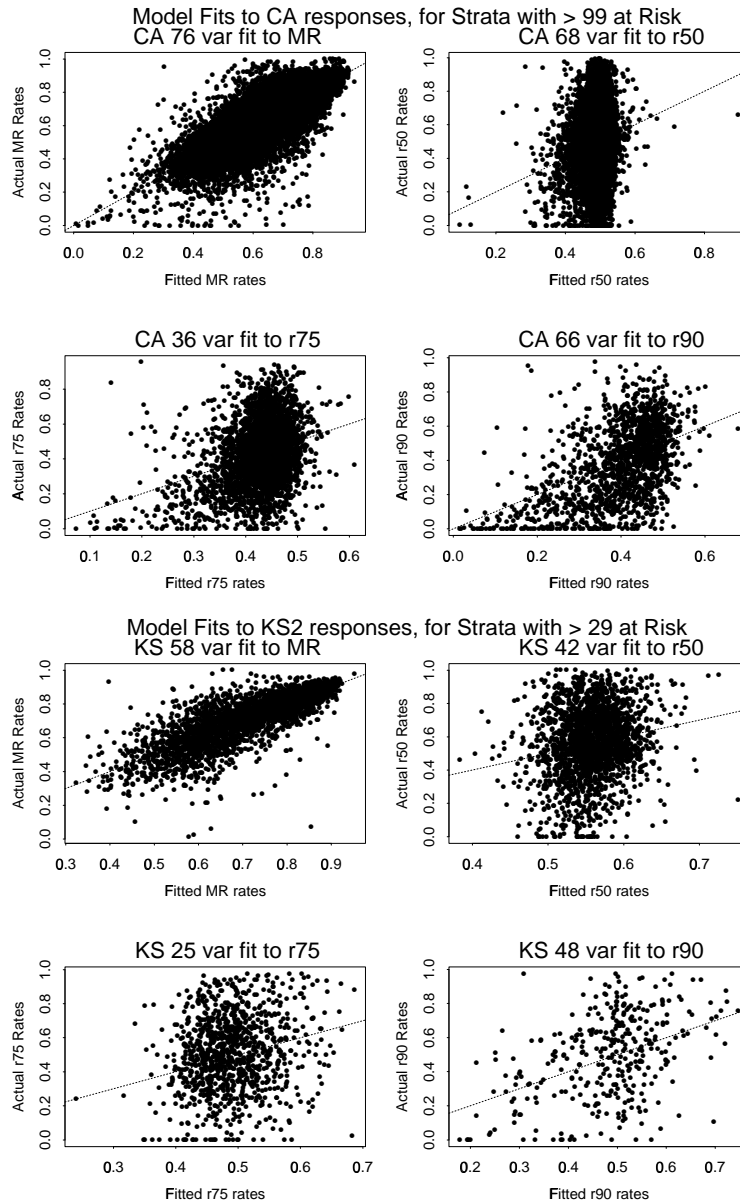 Model Fits to CA responses, for Strata with > 99 at Risk
CA 76 var fit to MR
CA 68 var fit to r50
Actual MR Rates
0.0 0.2 0.4 0.6 0.8 1.0
0.0 0.2 0.4 0.6 0.8
Fitted MR rates
Actual r50 Rates
0.0 0.2 0.4 0.6 0.8 1.0
0.2 0.4 0.6 0.8
Fitted r50 rates
CA 36 var fit to r75
CA 66 var fit to r90
Actual r75 Rates
0.0 0.2 0.4 0.6 0.8
0.1 0.2 0.3 0.4 0.5 0.6
Fitted r75 rates
Actual r90 Rates
0.0 0.2 0.4 0.6 0.8 1.0
0.0 0.2 0.4 0.6
Fitted r90 rates
Model Fits to KS2 responses, for Strata with > 29 at Risk
KS 58 var fit to MR
KS 42 var fit to r50
Actual MR Rates
0.0 0.2 0.4 0.6 0.8 1.0
0.3 0.4 0.5 0.6 0.7 0.8 0.9
Fitted MR rates
Actual r50 Rates
0.0 0.2 0.4 0.6 0.8 1.0
0.4 0.5 0.6 0.7
Fitted r50 rates
KS 25 var fit to r75
KS 48 var fit to r90
Actual r75 Rates
0.0 0.2 0.4 0.6 0.8 1.0
0.3 0.4 0.5 0.6 0.7
Fitted r75 rates
Actual r90 Rates
0.0 0.2 0.4 0.6 0.8 1.0
0.2 0.3 0.4 0.5 0.6 0.7
Fitted r90 rates